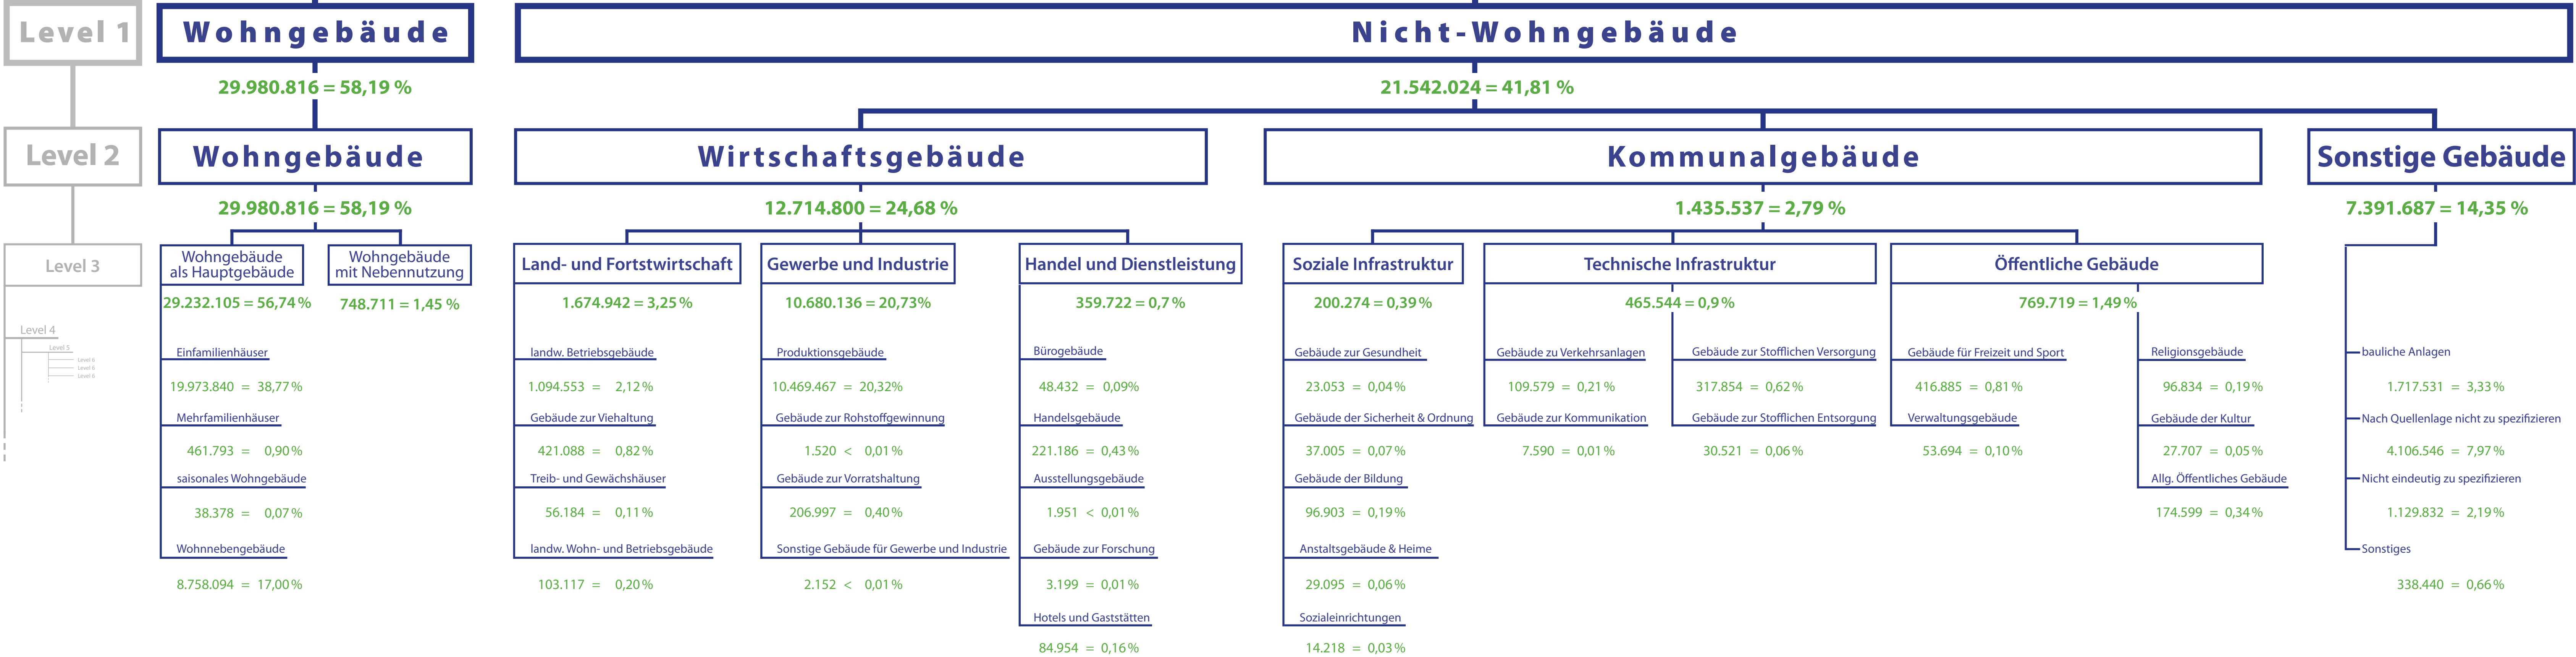 Level 1
Wohngebäude
Nicht-Wohngebäude
29.980.816 = 58,19 %
21.542.024 = 41,81 %
Level 2
Wohngebäude
Wirtschaftsgebäude
Kommunalgebäude
Sonstige Gebäude
29.980.816 = 58,19 %
12.714.800 = 24,68 %
1.435.537 = 2,79 %
7.391.687 = 14,35 %
Level 3
Level 4
Level 5
Level 6
Level 6
Level 6
Wohngebäude
als Hauptgebäude
29.232.105 = 56,74 %
Einfamilienhäuser
19.973.840 = 38,77 %
Mehrfamilienhäuser
461.793 = 0,90 %
saisonales Wohngebäude
38.378 = 0,07 %
Wohnnebengebäude
8.758.094 = 17,00 %
Wohngebäude
mit Nebennutzung
748.711 = 1,45 %
Land- und Fortstwirtschaft
1.674.942 = 3,25 %
landw. Betriebsgebäude
1.094.553 = 2,12 %
Gebäude zur Viehaltung
421.088 = 0,82 %
Treib- und Gewächshäuser
56.184 = 0,11 %
landw. Wohn- und Betriebsgebäude
103.117 = 0,20 %
Gewerbe und Industrie
10.680.136 = 20,73%
Produktionsgebäude
10.469.467 = 20,32%
Gebäude zur Rohstoffgewinnung
1.520 < 0,01 %
Gebäude zur Vorratshaltung
206.997 = 0,40 %
Sonstige Gebäude für Gewerbe und Industrie
2.152 < 0,01 %
Handel und Dienstleistung
359.722 = 0,7 %
Bürogebäude
48.432 = 0,09%
Handelsgebäude
221.186 = 0,43 %
Ausstellungsgebäude
1.951 < 0,01 %
Gebäude zur Forschung
3.199 = 0,01 %
Hotels und Gaststätten
84.954 = 0,16 %
Soziale Infrastruktur
200.274 = 0,39 %
Gebäude zur Gesundheit
23.053 = 0,04 %
Gebäude der Sicherheit & Ordnung
37.005 = 0,07 %
Gebäude der Bildung
96.903 = 0,19 %
Anstaltsgebäude & Heime
29.095 = 0,06 %
Sozialeinrichtungen
14.218 = 0,03 %
Technische Infrastruktur
465.544 = 0,9 %
Gebäude zu Verkehrsanlagen
109.579 = 0,21 %
Gebäude zur Kommunikation
7.590 = 0,01 %
Gebäude zur Stofflichen Versorgung
317.854 = 0,62 %
Gebäude zur Stofflichen Entsorgung
30.521 = 0,06 %
Öffentliche Gebäude
769.719 = 1,49 %
Gebäude für Freizeit und Sport
416.885 = 0,81 %
Verwaltungsgebäude
53.694 = 0,10 %
Religionsgebäude
96.834 = 0,19 %
Gebäude der Kultur
27.707 = 0,05 %
Allg. Öffentliches Gebäude
174.599 = 0,34 %
bauliche Anlagen
1.717.531 = 3,33 %
Nach Quellenlage nicht zu spezifizieren
4.106.546 = 7,97 %
Nicht eindeutig zu spezifizieren
1.129.832 = 2,19 %
Sonstiges
338.440 = 0,66 %